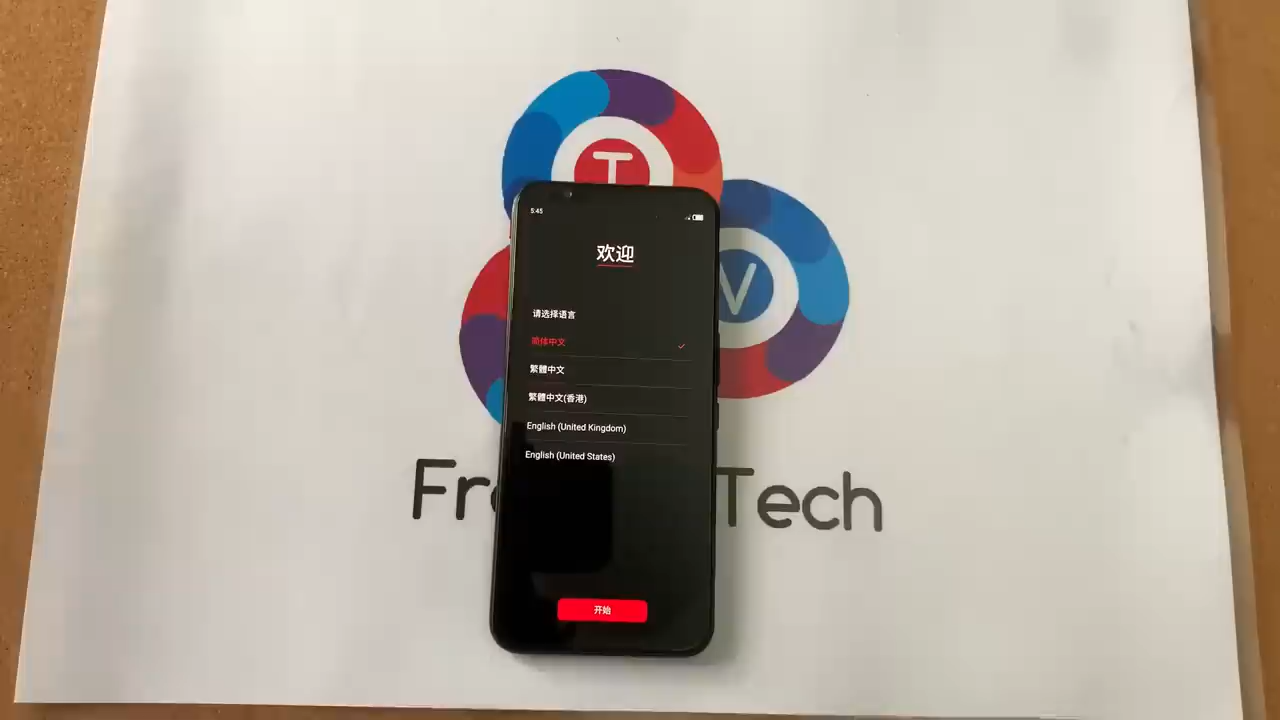 T
5:45
欢迎
V
请选择语言
简体中文
繁體中文
繁體中文(香港)
English (United Kingdom)
English (United States)
Fr
Tech
开始